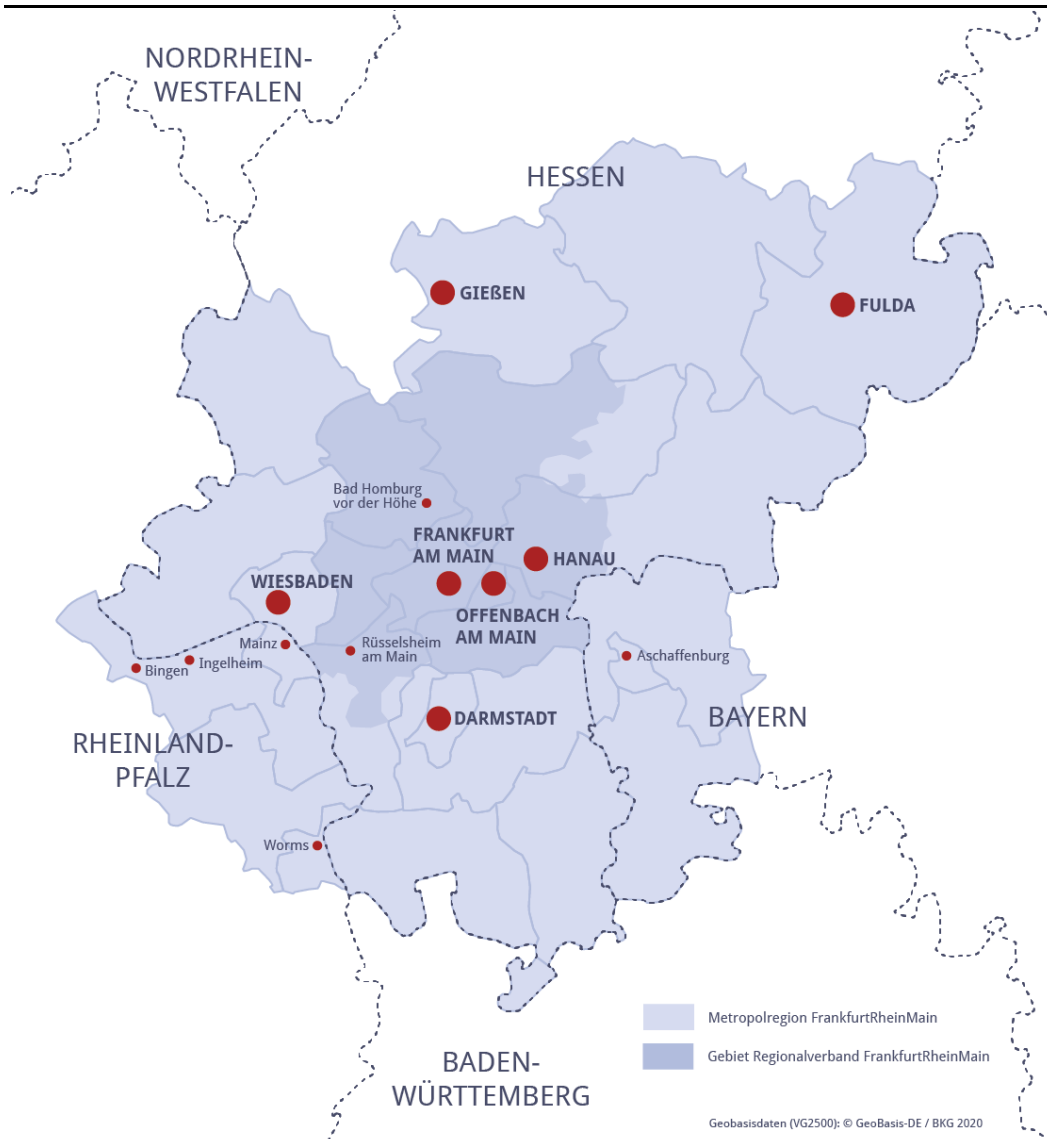 NORDRHEIN-
WESTFALEN
HESSEN
GIEßEN
FULDA
Bad Homburg
vor der Höhe
FRANKFURT
AM MAIN
HANAU
WIESBADEN
OFFENBACH
AM MAIN
Mainz
Rüsselsheim
am Main
Bingen
Ingelheim
Aschaffenburg
DARMSTADT
BAYERN
RHEINLAND-
PFALZ
Worms
Metropolregion FrankfurtRheinMain
Gebiet Regionalverband FrankfurtRheinMain
BADEN-
WÜRTTEMBERG
Geobasisdaten (VG2500): © GeoBasis-DE / BKG 2020